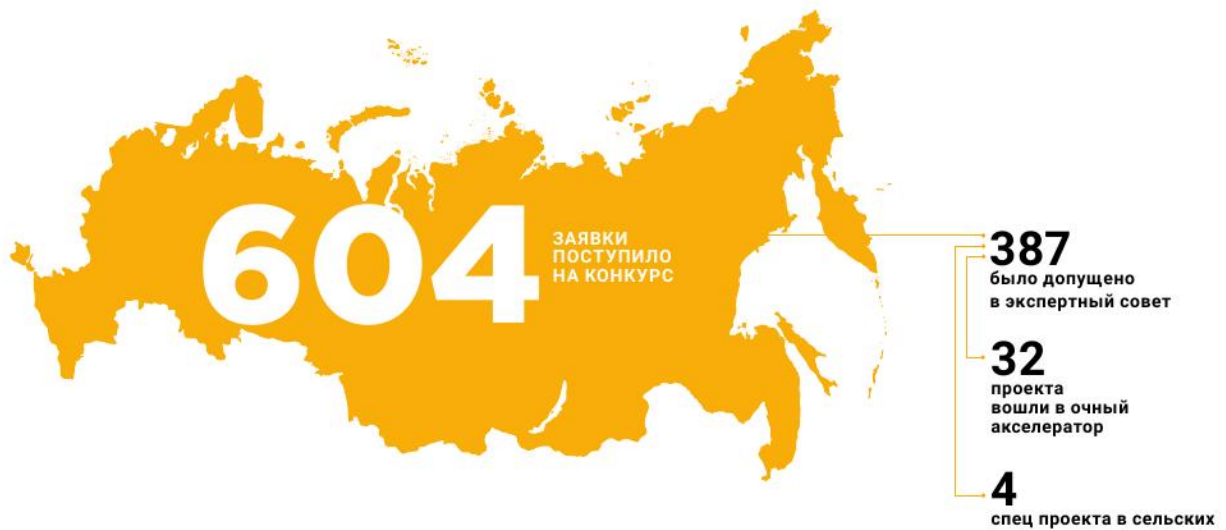 604
ЗАЯВКИ
ПОСТУПИЛО
НА КОНКУРС
387
было допущено
в экспертный совет
32
проекта
вошли в очный
акселератор
4
спец проекта в сельских